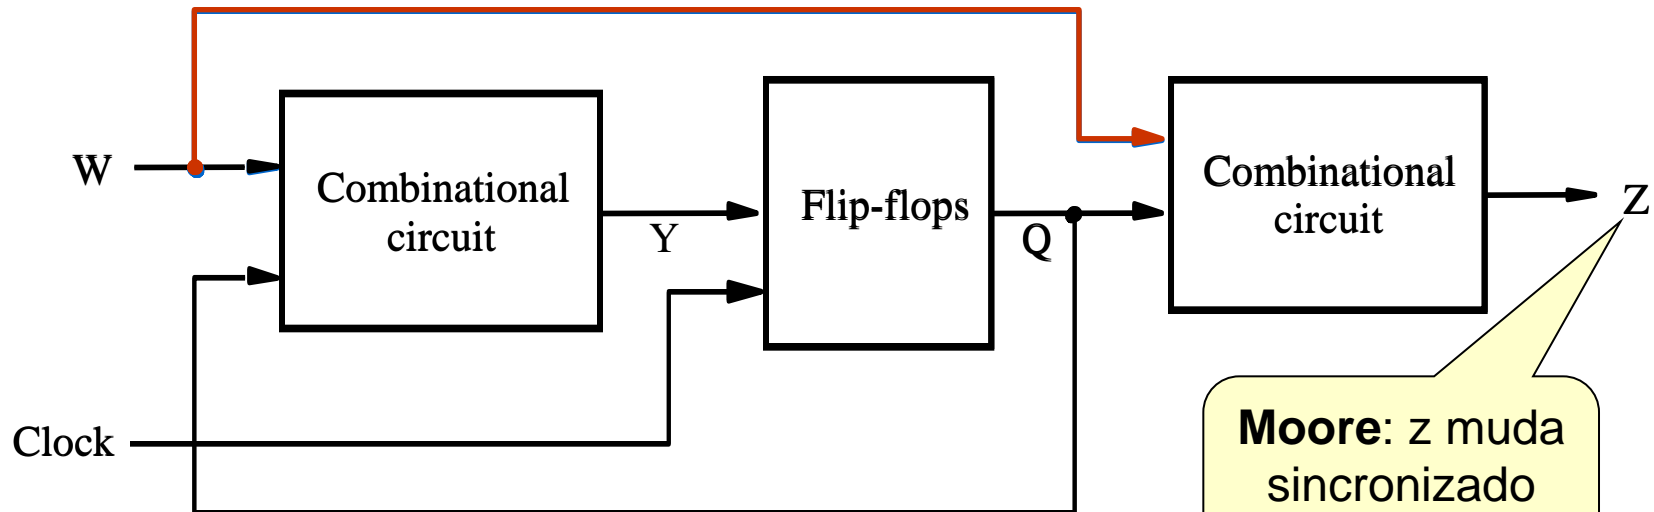 W
Combinational
circuit
Y
Flip-flops
Q
Combinational
circuit
Z
Clock
Moore: z muda
sincronizado